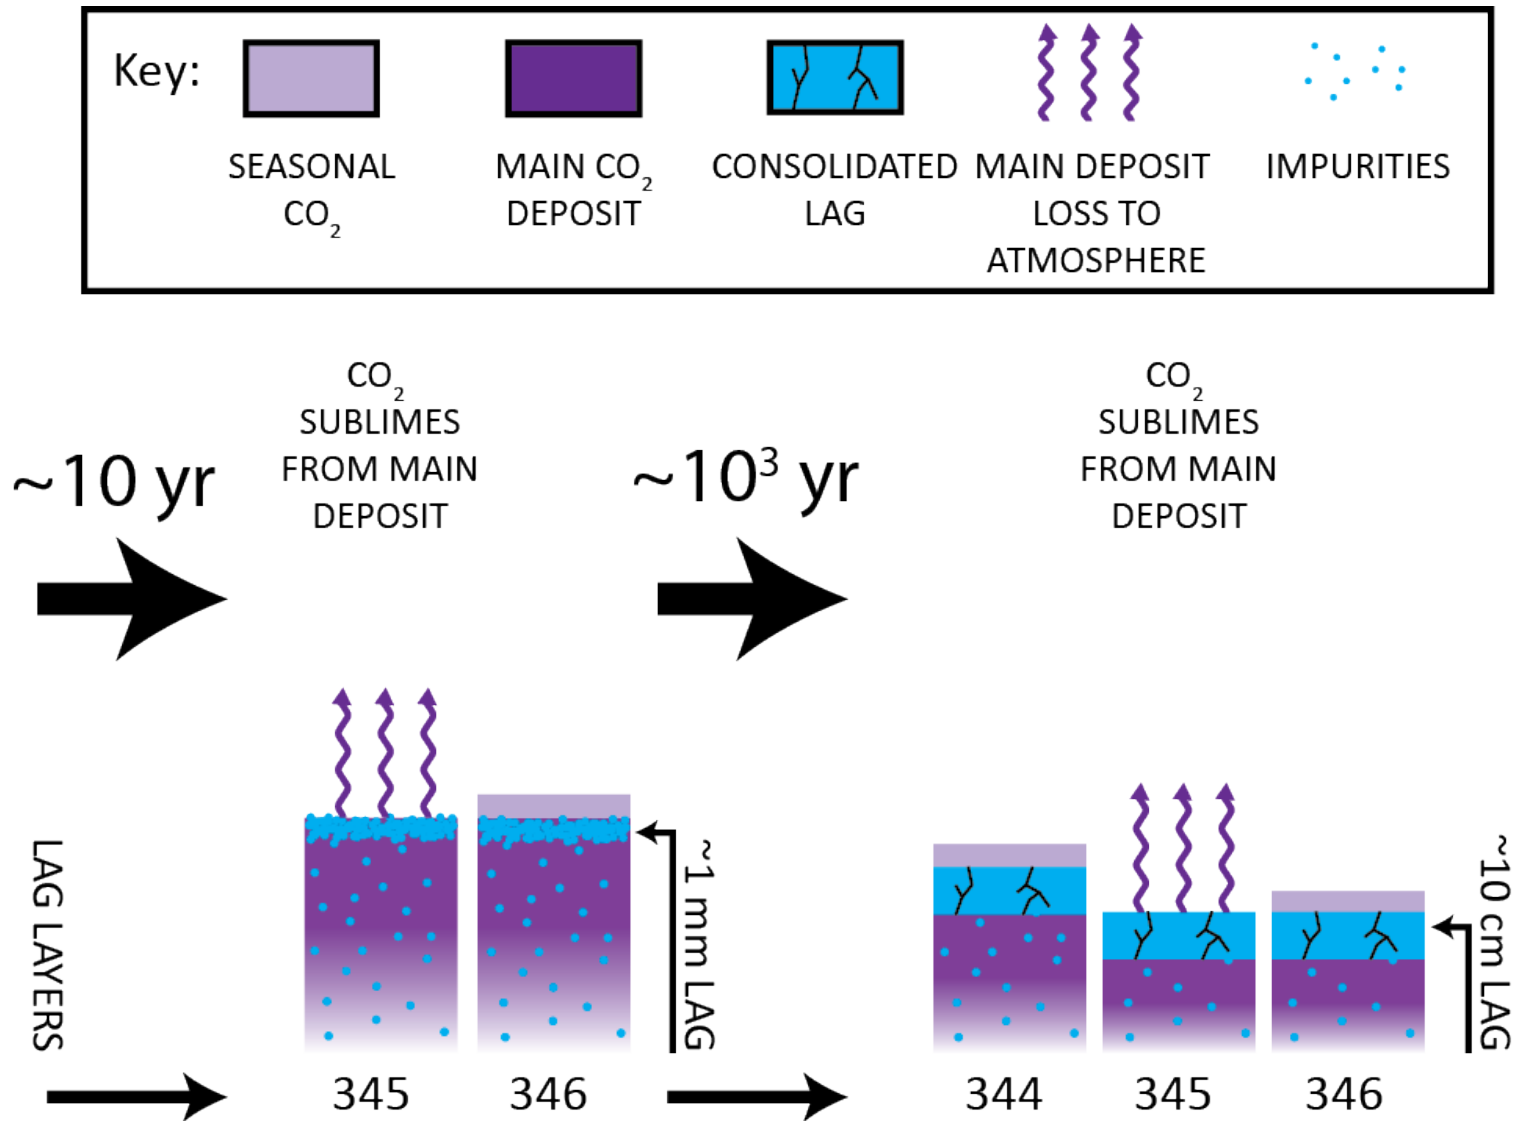 Key:
SEASONAL
CO₂
MAIN CO₂
DEPOSIT
CONSOLIDATED
LAG
MAIN DEPOSIT
LOSS TO
ATMOSPHERE
IMPURITIES
~10 yr
CO₂
SUBLIMES
FROM MAIN
DEPOSIT
~10³ yr
CO₂
SUBLIMES
FROM MAIN
DEPOSIT
LAG LAYERS
~1 mm LAG
~10 cm LAG
345
346
344
345
346